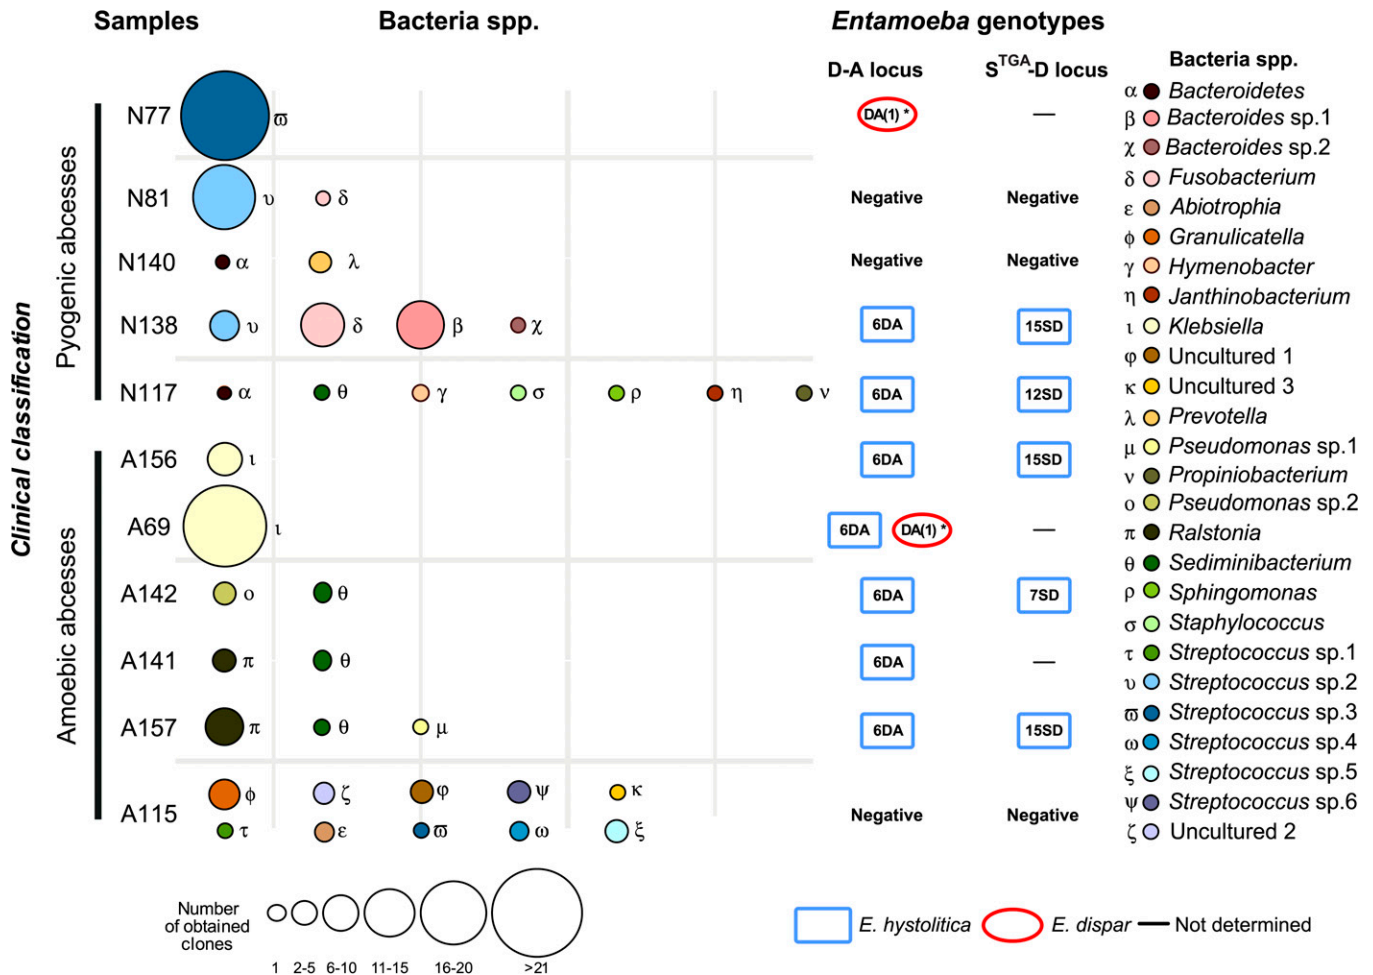 Samples Bacteria spp. Entamoeba genotypes
D-A locus S^TGA-D locus Bacteria spp.
Clinical classification
Pyogenic abcesses
N77 ϖ DA(1) * —
N81 υ δ Negative Negative
N140 α λ Negative Negative
N138 υ δ β χ 6DA 15SD
N117 α θ γ σ ρ η ν 6DA 12SD
Amoebic abcesses
A156 ι 6DA 15SD
A69 ι 6DA DA(1) * —
A142 ο θ 6DA 7SD
A141 π θ 6DA —
A157 π θ μ 6DA 15SD
A115 ϕ ζ φ ψ κ Negative Negative
τ ε ϖ ω ξ
α Bacteroidetes
β Bacteroides sp.1
χ Bacteroides sp.2
δ Fusobacterium
ε Abiotrophia
ϕ Granulicatella
γ Hymenobacter
η Janthinobacterium
ι Klebsiella
φ Uncultured 1
κ Uncultured 3
λ Prevotella
μ Pseudomonas sp.1
ν Propiniobacterium
ο Pseudomonas sp.2
π Ralstonia
θ Sediminibacterium
ρ Sphingomonas
σ Staphylococcus
τ Streptococcus sp.1
υ Streptococcus sp.2
ϖ Streptococcus sp.3
ω Streptococcus sp.4
ξ Streptococcus sp.5
ψ Streptococcus sp.6
ζ Uncultured 2
Number
of obtained
clones
1 2-5 6-10 11-15 16-20 >21
E. hystolitica E. dispar — Not determined